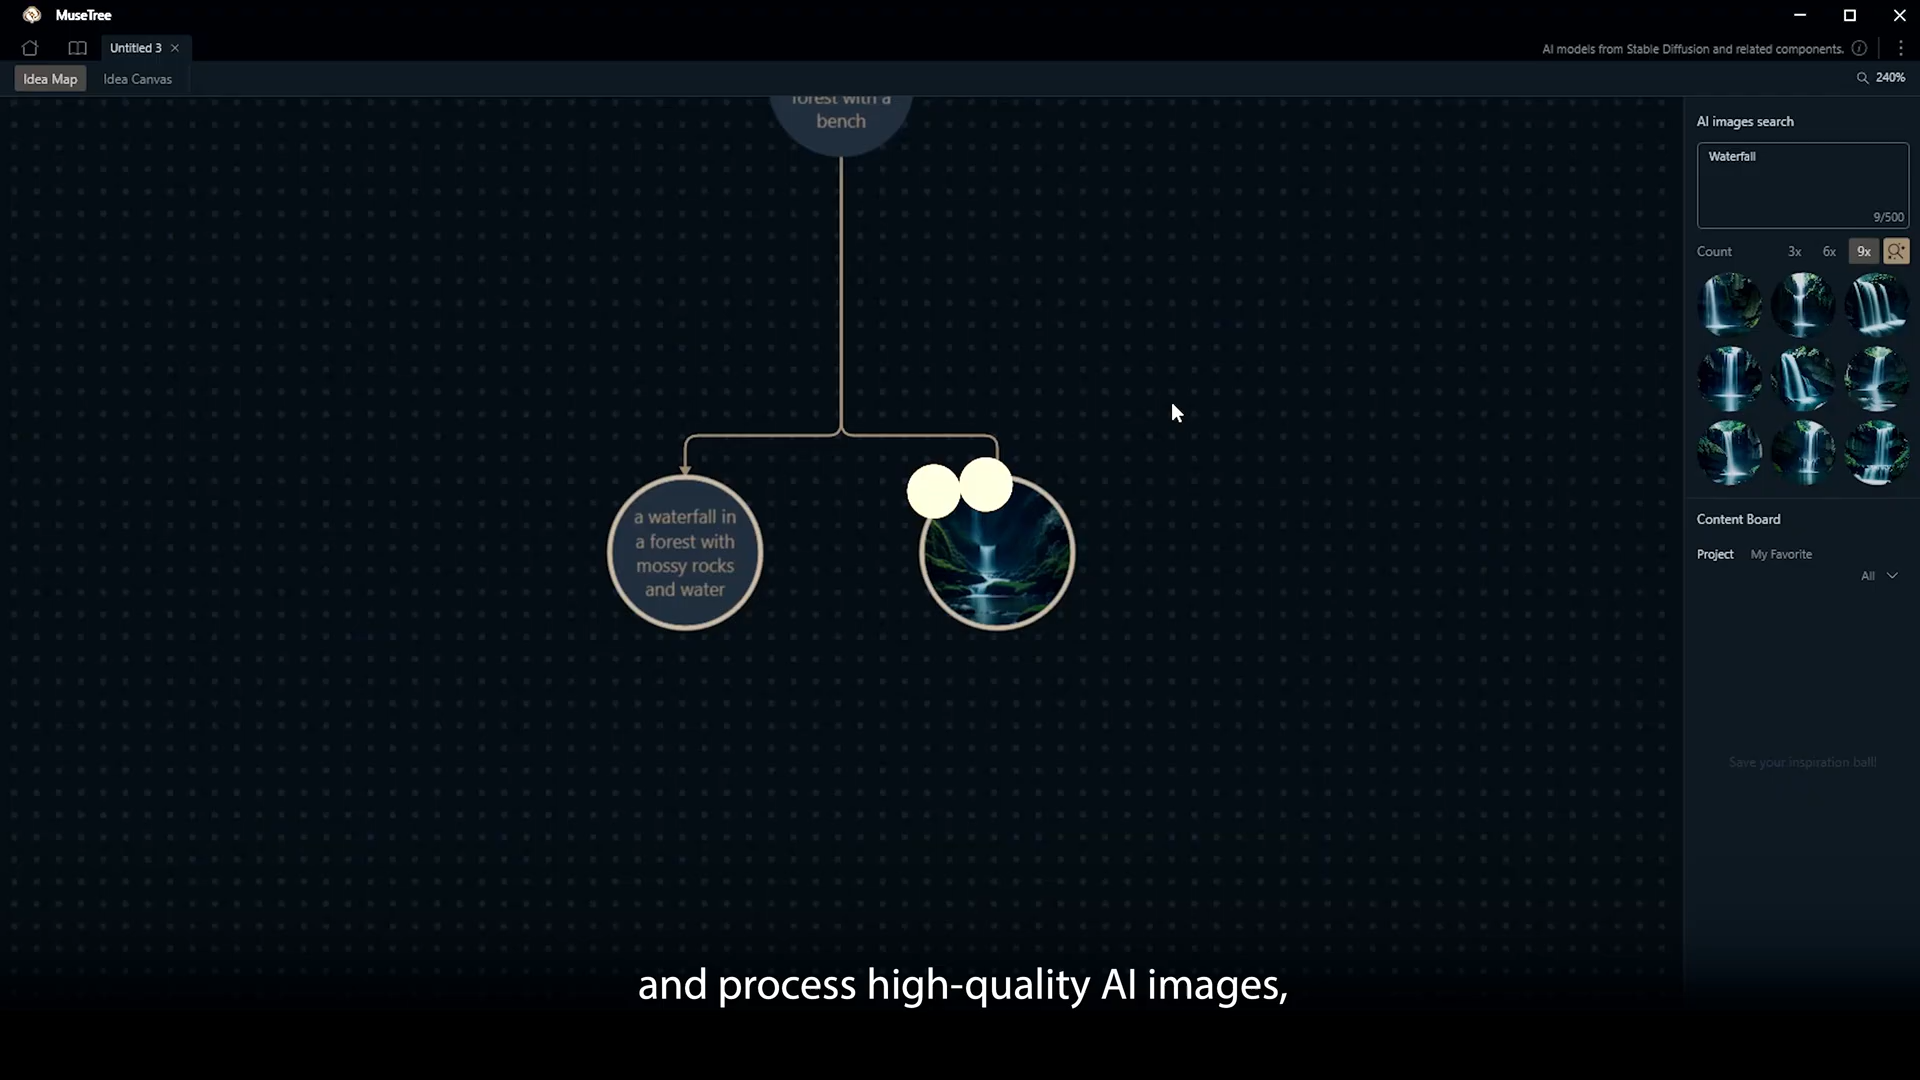 MuseTree
Untitled 3
AI models from Stable Diffusion and related components.
Idea Map
Idea Canvas
240%
forest with a
bench
a waterfall in
a forest with
mossy rocks
and water
AI images search
Waterfall
9/500
Count
3x
6x
9x
Content Board
Project
My Favorite
All
Save your inspiration ball!
and process high-quality AI images,